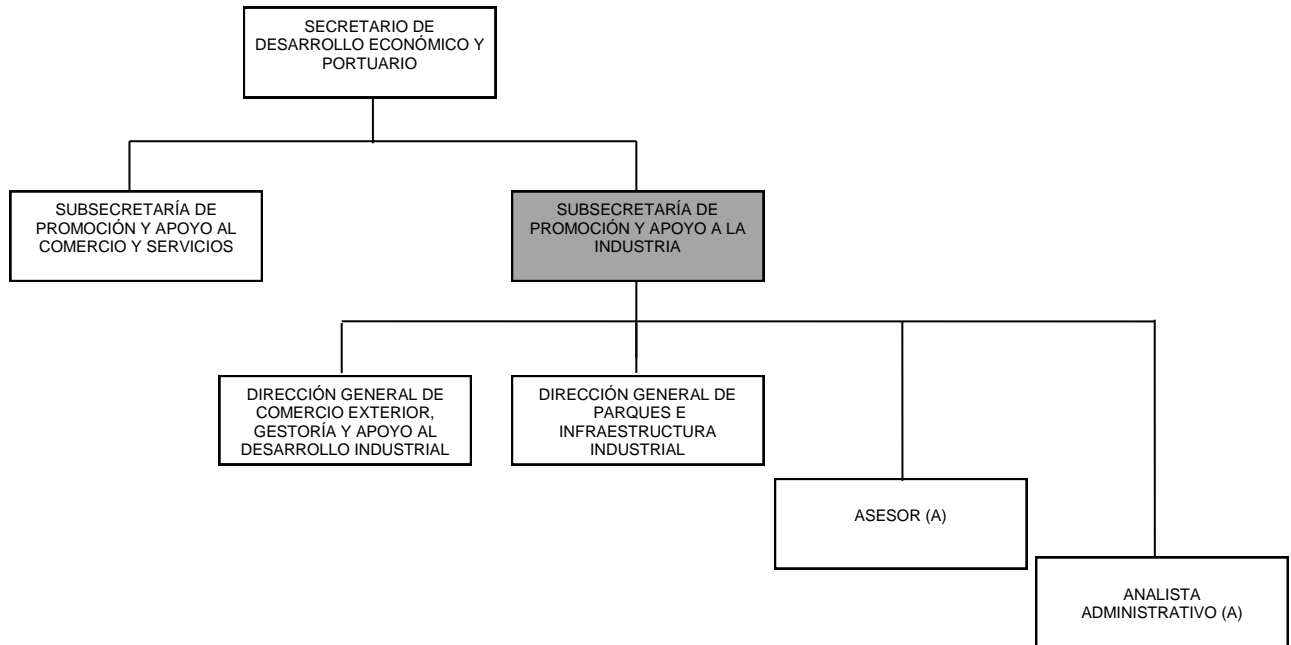 SECRETARIO DE
DESARROLLO ECONÓMICO Y
PORTUARIO
SUBSECRETARÍA DE
PROMOCIÓN Y APOYO AL
COMERCIO Y SERVICIOS
SUBSECRETARÍA DE
PROMOCIÓN Y APOYO A LA
INDUSTRIA
DIRECCIÓN GENERAL DE
COMERCIO EXTERIOR,
GESTORÍA Y APOYO AL
DESARROLLO INDUSTRIAL
DIRECCIÓN GENERAL DE
PARQUES E
INFRAESTRUCTURA
INDUSTRIAL
ASESOR (A)
ANALISTA
ADMINISTRATIVO (A)